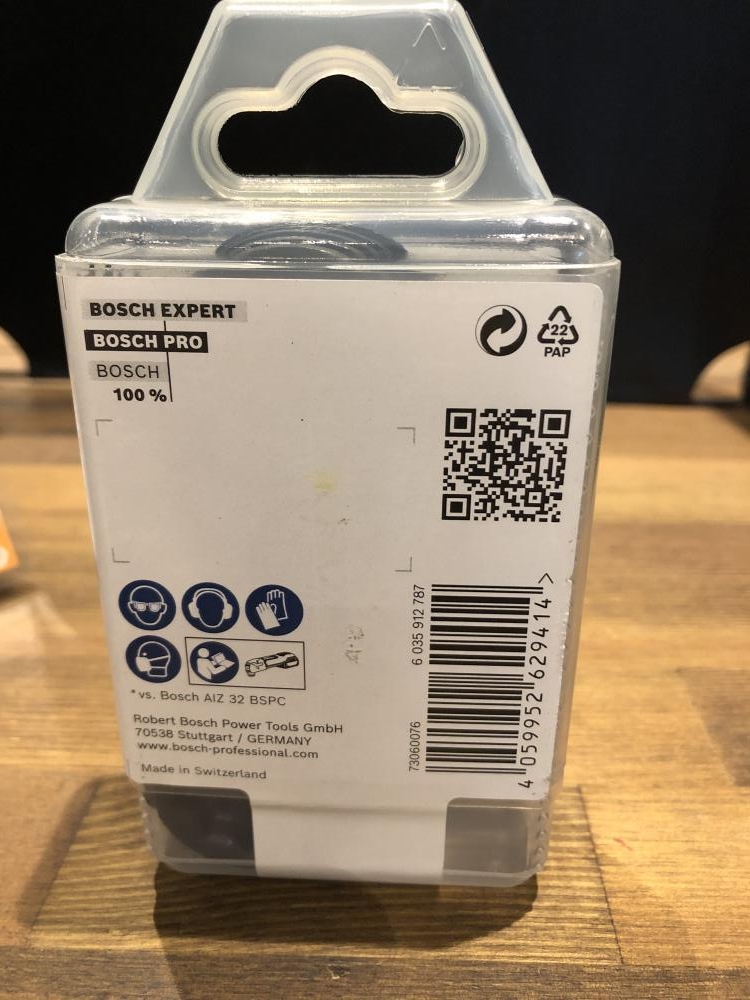 BOSCH EXPERT
BOSCH PRO
BOSCH
100 %
22
PAP
6 035 912 787
73060076
4 059952 629414 >
*vs. Bosch AIZ 32 BSPC
Robert Bosch Power Tools GmbH
70538 Stuttgart / GERMANY
www.bosch-professional.com
Made in Switzerland